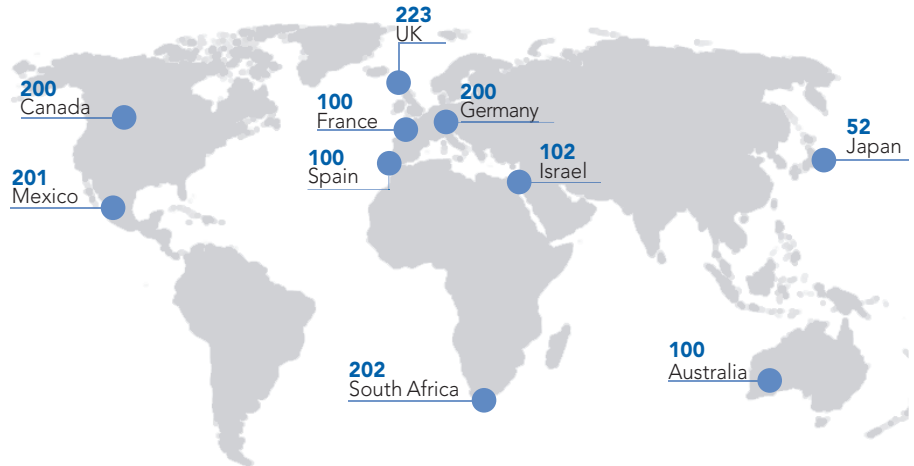 223
UK
200
Canada
100
France
200
Germany
52
Japan
100
Spain
102
Israel
201
Mexico
202
South Africa
100
Australia